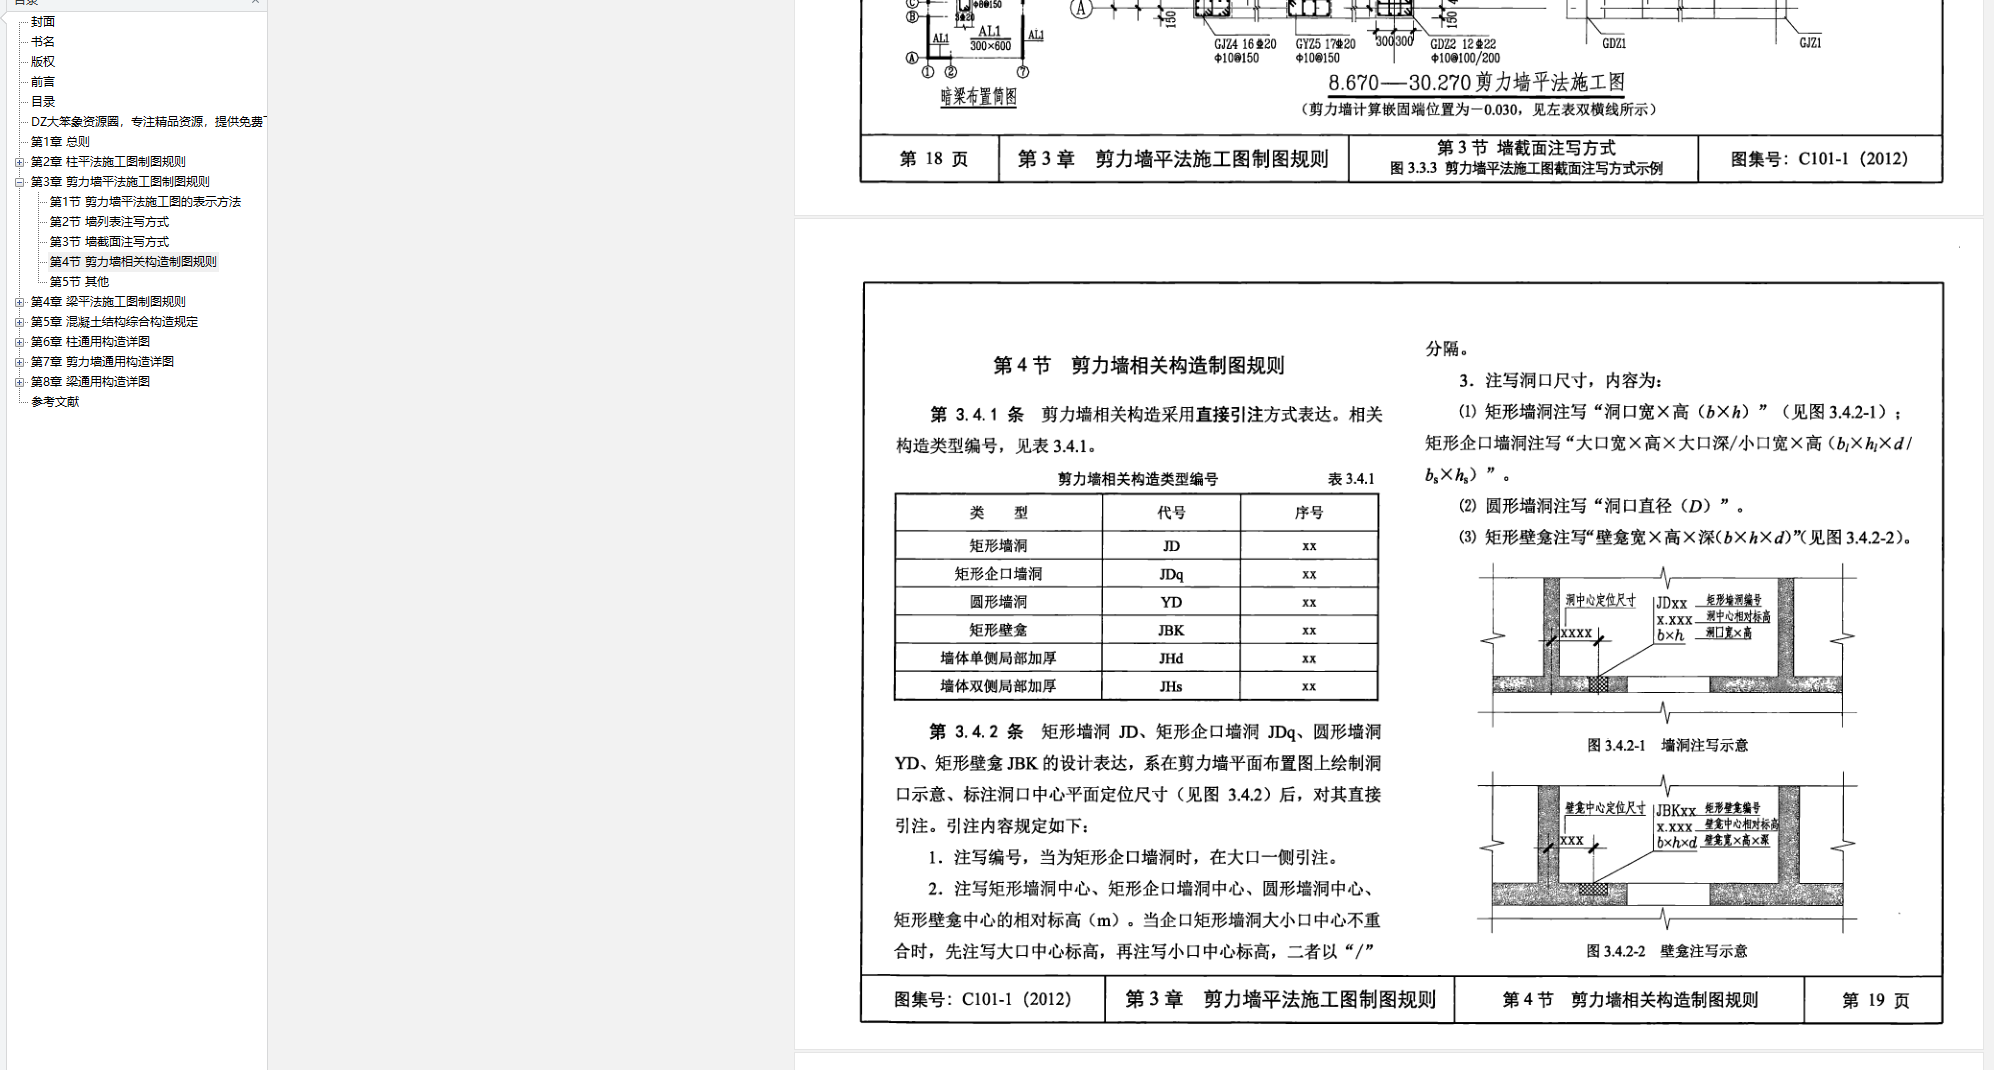 目录
封面
书名
版权
前言
目录
DZ大笨象资源圈，专注精品资源，提供免费
第1章 总则
第2章 柱平法施工图制图规则
第3章 剪力墙平法施工图制图规则
第1节 剪力墙平法施工图的表示方法
第2节 墙列表注写方式
第3节 墙截面注写方式
第4节 剪力墙相关构造制图规则
第5节 其他
第4章 梁平法施工图制图规则
第5章 混凝土结构综合构造规定
第6章 柱通用构造详图
第7章 剪力墙通用构造详图
第8章 梁通用构造详图
参考文献
C
B
A
Φ8@150
3Φ20
AL1
AL1
300×600
AL1
1 2 7
暗梁布置简图
A
150
150
GJZ4 16Φ20
Φ10@150
GYZ5 17Φ20
Φ10@150
300 300
GDZ2 12Φ22
Φ10@100/200
GDZ1
GJZ1
8.670—30.270剪力墙平法施工图
（剪力墙计算嵌固端位置为－0.030，见左表双横线所示）
第 18 页
第 3 章 剪力墙平法施工图制图规则
第 3 节 墙截面注写方式
图 3.3.3 剪力墙平法施工图截面注写方式示例
图集号：C101-1（2012）
第 4 节 剪力墙相关构造制图规则
第 3.4.1 条 剪力墙相关构造采用直接引注方式表达。相关
构造类型编号，见表 3.4.1。
剪力墙相关构造类型编号 表 3.4.1
类 型 代号 序号
矩形墙洞 JD xx
矩形企口墙洞 JDq xx
圆形墙洞 YD xx
矩形壁龛 JBK xx
墙体单侧局部加厚 JHd xx
墙体双侧局部加厚 JHs xx
第 3.4.2 条 矩形墙洞 JD、矩形企口墙洞 JDq、圆形墙洞
YD、矩形壁龛 JBK 的设计表达，系在剪力墙平面布置图上绘制洞
口示意、标注洞口中心平面定位尺寸（见图 3.4.2）后，对其直接
引注。引注内容规定如下：
1．注写编号，当为矩形企口墙洞时，在大口一侧引注。
2．注写矩形墙洞中心、矩形企口墙洞中心、圆形墙洞中心、
矩形壁龛中心的相对标高（m）。当企口矩形墙洞大小口中心不重
合时，先注写大口中心标高，再注写小口中心标高，二者以“/”
分隔。
3．注写洞口尺寸，内容为：
⑴ 矩形墙洞注写“洞口宽×高（b×h）”（见图 3.4.2-1）；
矩形企口墙洞注写“大口宽×高×大口深/小口宽×高（bl×hl×d/
bs×hs）”。
⑵ 圆形墙洞注写“洞口直径（D）”。
⑶ 矩形壁龛注写“壁龛宽×高×深（b×h×d）”（见图 3.4.2-2）。
洞中心定位尺寸
xxxx
JDxx 矩形墙洞编号
x.xxx 洞中心相对标高
b×h 洞口宽×高
图 3.4.2-1 墙洞注写示意
壁龛中心定位尺寸
xxx
JBKxx 矩形壁龛编号
x.xxx 壁龛中心相对标高
b×h×d 壁龛宽×高×深
图 3.4.2-2 壁龛注写示意
图集号：C101-1（2012）
第 3 章 剪力墙平法施工图制图规则
第 4 节 剪力墙相关构造制图规则
第 19 页